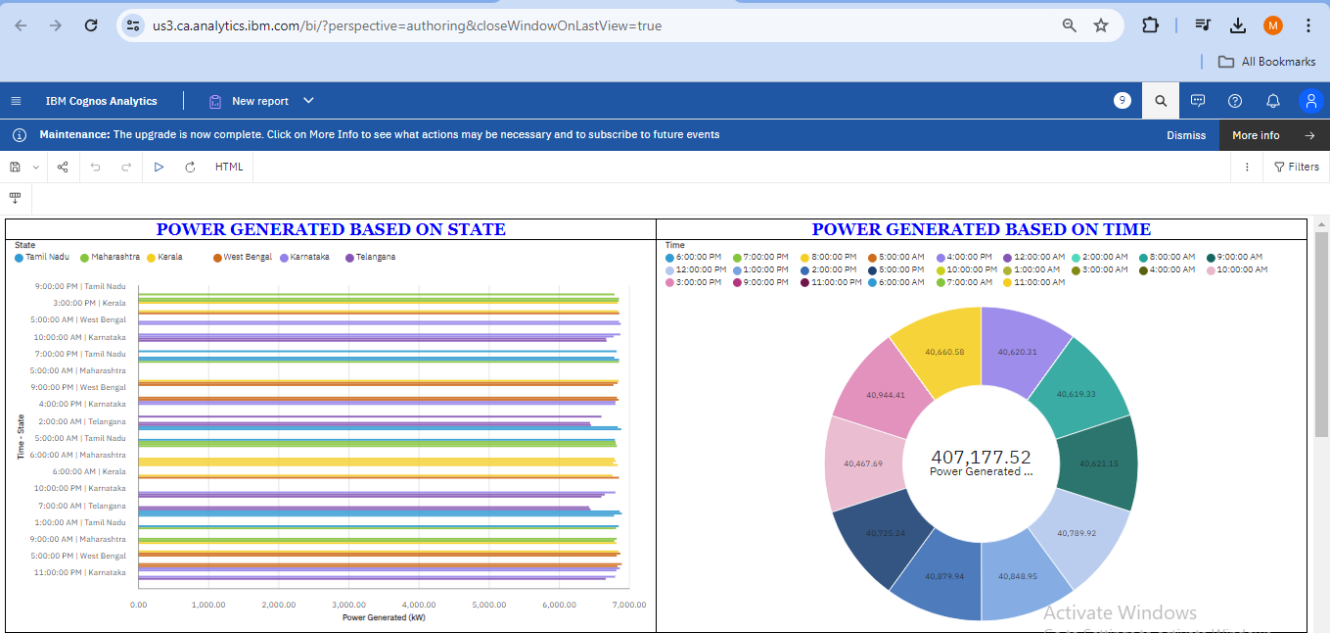 us3.ca.analytics.ibm.com/bi/?perspective=authoring&closeWindowOnLastView=true
M
All Bookmarks
IBM Cognos Analytics
New report
9
Maintenance: The upgrade is now complete. Click on More Info to see what actions may be necessary and to subscribe to future events
Dismiss
More info
HTML
Filters
POWER GENERATED BASED ON STATE
State
Tamil Nadu Maharashtra Kerala West Bengal Karnataka Telangana
9:00:00 PM | Tamil Nadu
3:00:00 PM | Kerala
5:00:00 AM | West Bengal
10:00:00 AM | Karnataka
7:00:00 PM | Tamil Nadu
5:00:00 AM | Maharashtra
9:00:00 PM | West Bengal
4:00:00 PM | Karnataka
2:00:00 AM | Telangana
5:00:00 AM | Tamil Nadu
6:00:00 AM | Maharashtra
6:00:00 AM | Kerala
10:00:00 PM | Karnataka
7:00:00 AM | Telangana
1:00:00 AM | Tamil Nadu
9:00:00 AM | Maharashtra
5:00:00 PM | West Bengal
11:00:00 PM | Karnataka
Time - State
0.00 1,000.00 2,000.00 3,000.00 4,000.00 5,000.00 6,000.00 7,000.00
Power Generated (kW)
POWER GENERATED BASED ON TIME
Time
6:00:00 PM 7:00:00 PM 8:00:00 PM 5:00:00 AM 4:00:00 PM 12:00:00 AM 2:00:00 AM 8:00:00 AM 9:00:00 AM
12:00:00 PM 1:00:00 PM 2:00:00 PM 5:00:00 PM 10:00:00 PM 1:00:00 AM 3:00:00 AM 4:00:00 AM 10:00:00 AM
3:00:00 PM 9:00:00 PM 11:00:00 PM 6:00:00 AM 7:00:00 AM 11:00:00 AM
40,660.58
40,620.31
40,944.41
40,619.33
40,467.69
407,177.52
Power Generated ...
40,621.15
40,725.24
40,789.92
40,879.94
40,848.95
Activate Windows